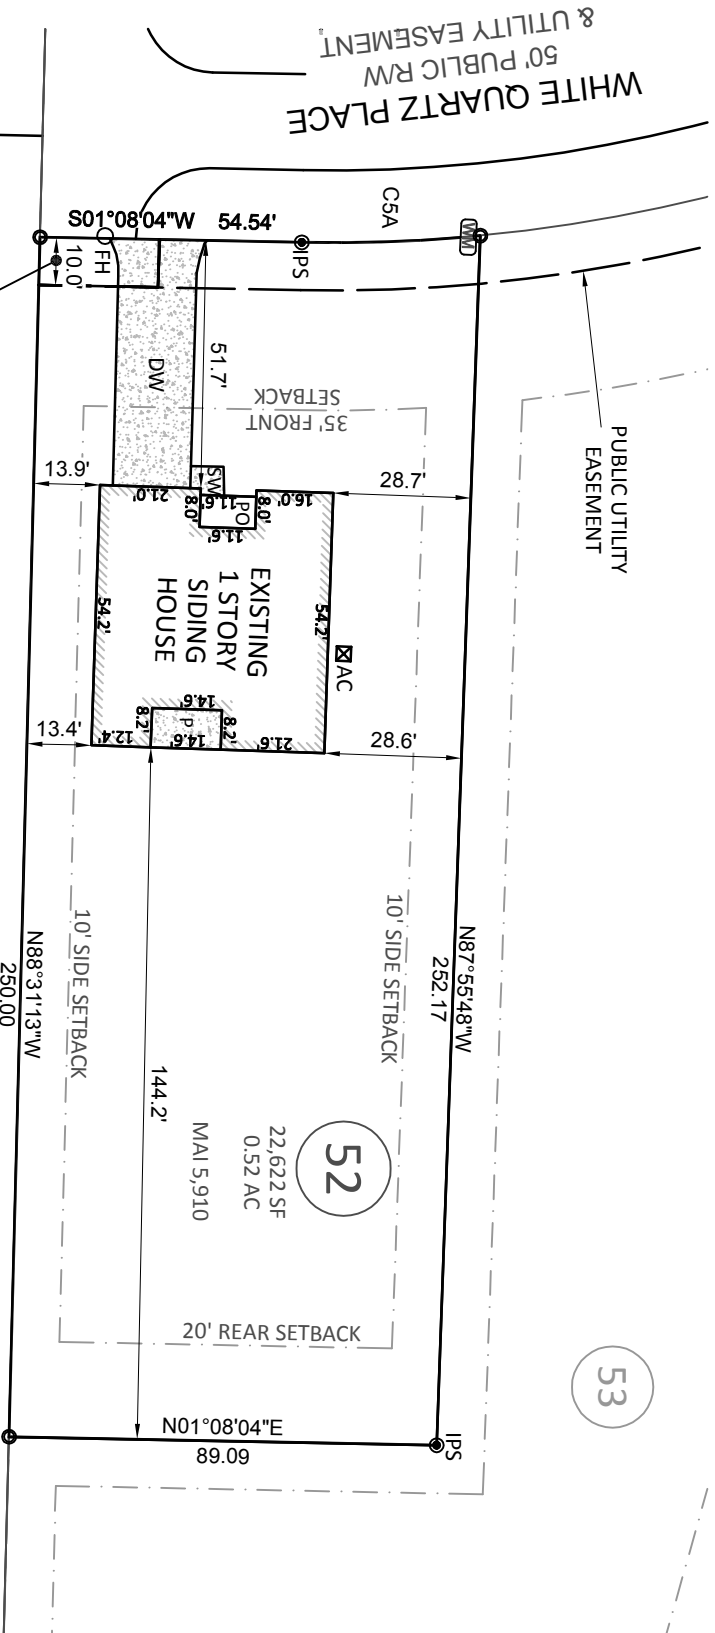 WHITE QUARTZ PLACE
50' PUBLIC R/W
& UTILITY EASEMENT
S01°08'04"W 54.54'
C5A
WM
IPS
FH
10.0'
DW
51.7'
35' FRONT
SETBACK
PUBLIC UTILITY
EASEMENT
13.9'
28.7'
SW
21.0'
8.0'
11.6'
PO
8.0'
16.0'
11.6'
EXISTING
1 STORY
SIDING
HOUSE
54.2'
54.2'
AC
14.6'
8.2'
P
8.2'
12.4'
14.6'
21.6'
13.4'
28.6'
10' SIDE SETBACK
10' SIDE SETBACK
N88°31'13"W
250.00
N87°55'48"W
252.17
144.2'
52
22,622 SF
0.52 AC
MAI 5,910
20' REAR SETBACK
53
N01°08'04"E
89.09
IPS